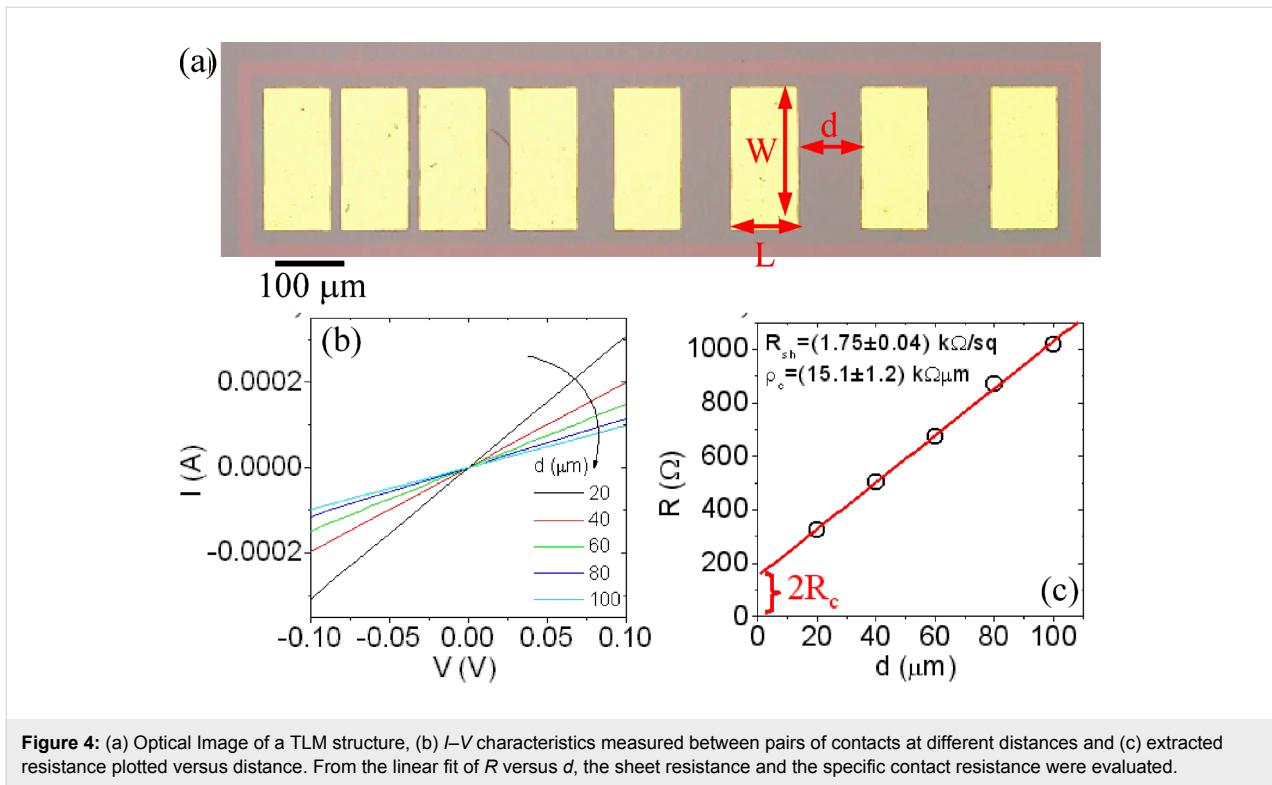 (a)
W
d
L
100 μm
(b)
I (A)
0.0002
0.0000
-0.0002
d (μm)
20
40
60
80
100
-0.10
-0.05
0.00
0.05
0.10
V (V)
R_sh=(1.75±0.04) kΩ/sq
ρ_c=(15.1±1.2) kΩμm
R (Ω)
1000
800
600
400
200
0
2R_c
(c)
0
20
40
60
80
100
d (μm)
Figure 4: (a) Optical Image of a TLM structure, (b) I–V characteristics measured between pairs of contacts at different distances and (c) extracted
resistance plotted versus distance. From the linear fit of R versus d, the sheet resistance and the specific contact resistance were evaluated.